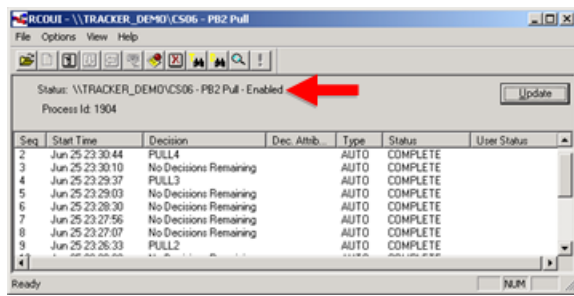 RCOUI - \\TRACKER_DEMO\CS06 - PB2 Pull
File Options View Help
Status: \\TRACKER_DEMO\CS06 - PB2 Pull - Enabled
Update
Process Id: 1904
Seq Start Time Decision Dec. Attrib... Type Status User Status
2 Jun 25 23:30:44 PULL4 AUTO COMPLETE
3 Jun 25 23:30:10 No Decisions Remaining AUTO COMPLETE
4 Jun 25 23:29:37 PULL3 AUTO COMPLETE
5 Jun 25 23:29:03 No Decisions Remaining AUTO COMPLETE
6 Jun 25 23:28:30 No Decisions Remaining AUTO COMPLETE
7 Jun 25 23:27:56 No Decisions Remaining AUTO COMPLETE
8 Jun 25 23:27:07 No Decisions Remaining AUTO COMPLETE
9 Jun 25 23:26:33 PULL2 AUTO COMPLETE
Ready NUM